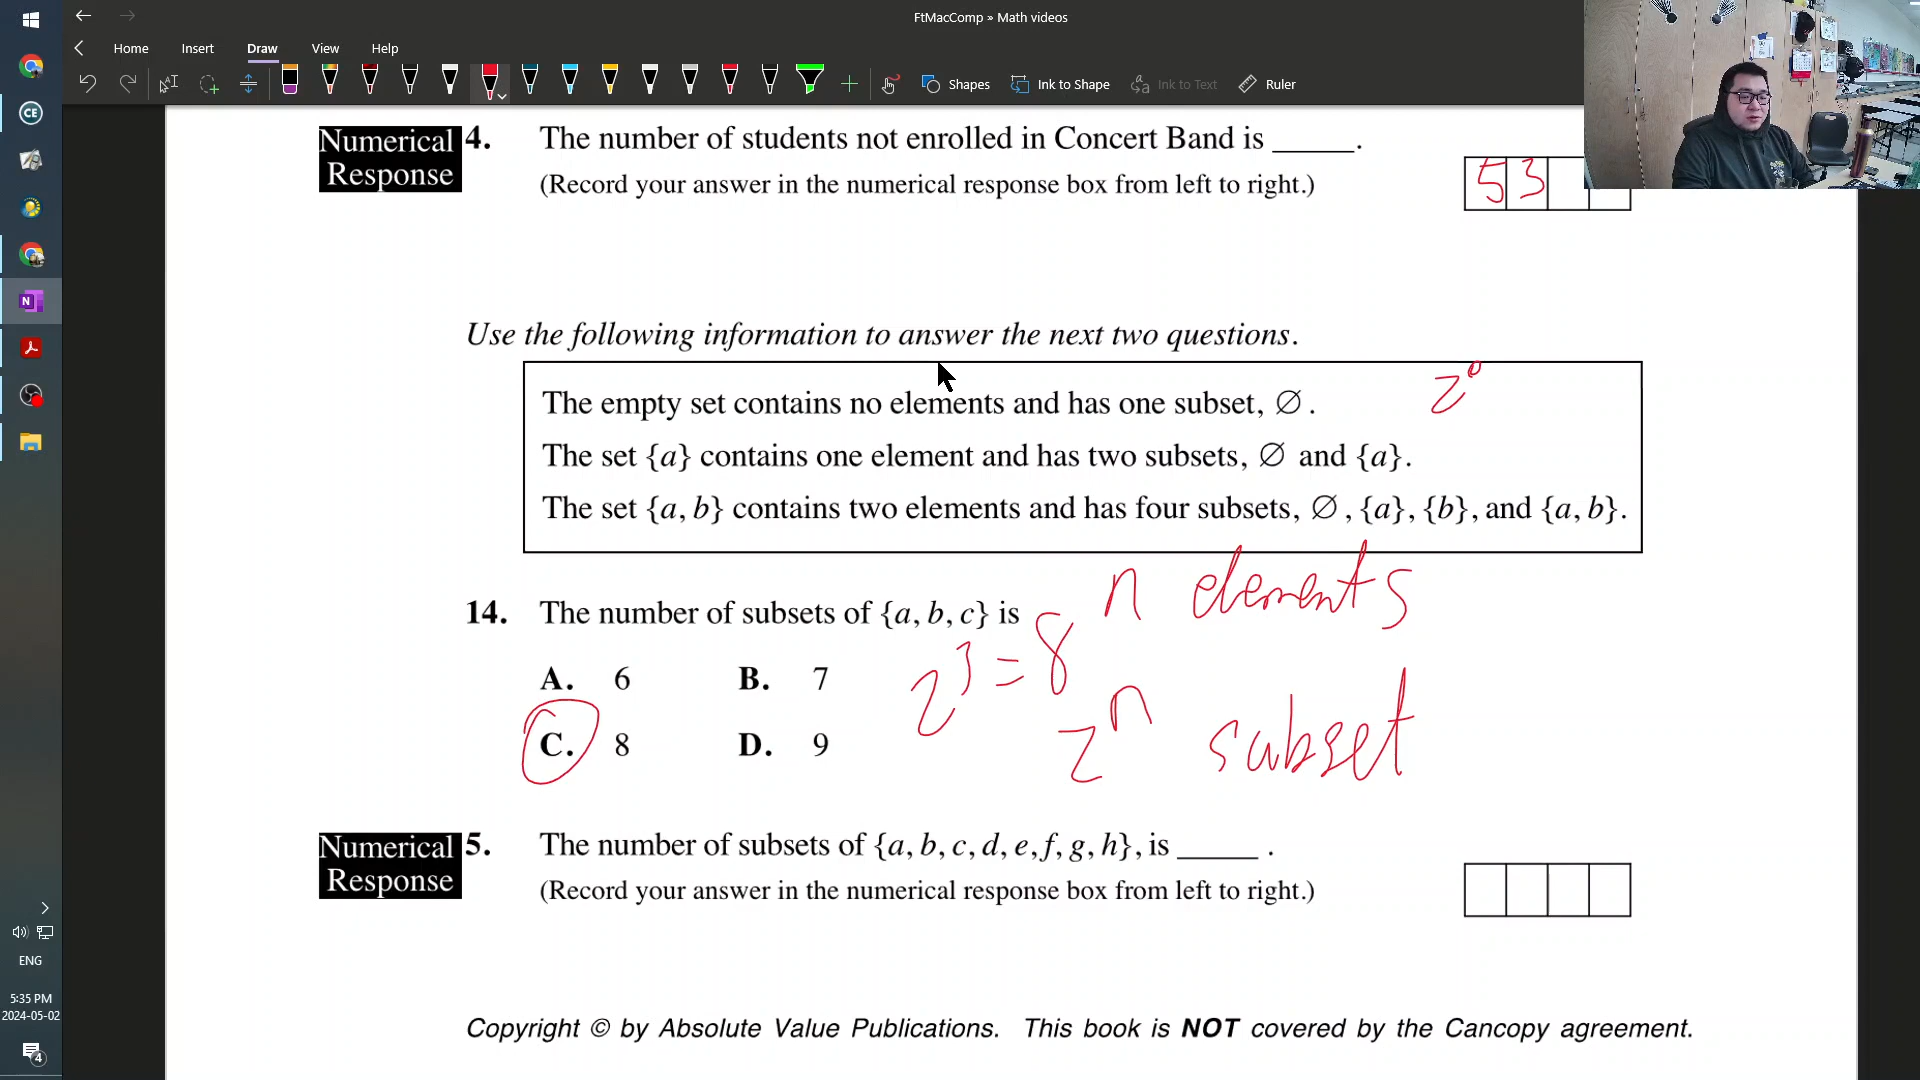 FtMacComp » Math videos
Home Insert Draw View Help
Shapes Ink to Shape Ink to Text Ruler
Numerical Response 4. The number of students not enrolled in Concert Band is _____.
(Record your answer in the numerical response box from left to right.)
5 3
Use the following information to answer the next two questions.
2⁰
The empty set contains no elements and has one subset, ∅ .
The set {a} contains one element and has two subsets, ∅ and {a}.
The set {a, b} contains two elements and has four subsets, ∅ , {a}, {b}, and {a, b}.
n elements
14. The number of subsets of {a, b, c} is
2³ = 8
A. 6 B. 7
2ⁿ subset
C. 8 D. 9
Numerical Response 5. The number of subsets of {a, b, c, d, e, f, g, h}, is _____ .
(Record your answer in the numerical response box from left to right.)
Copyright © by Absolute Value Publications. This book is NOT covered by the Cancopy agreement.
CE
N
ENG
5:35 PM
2024-05-02
4